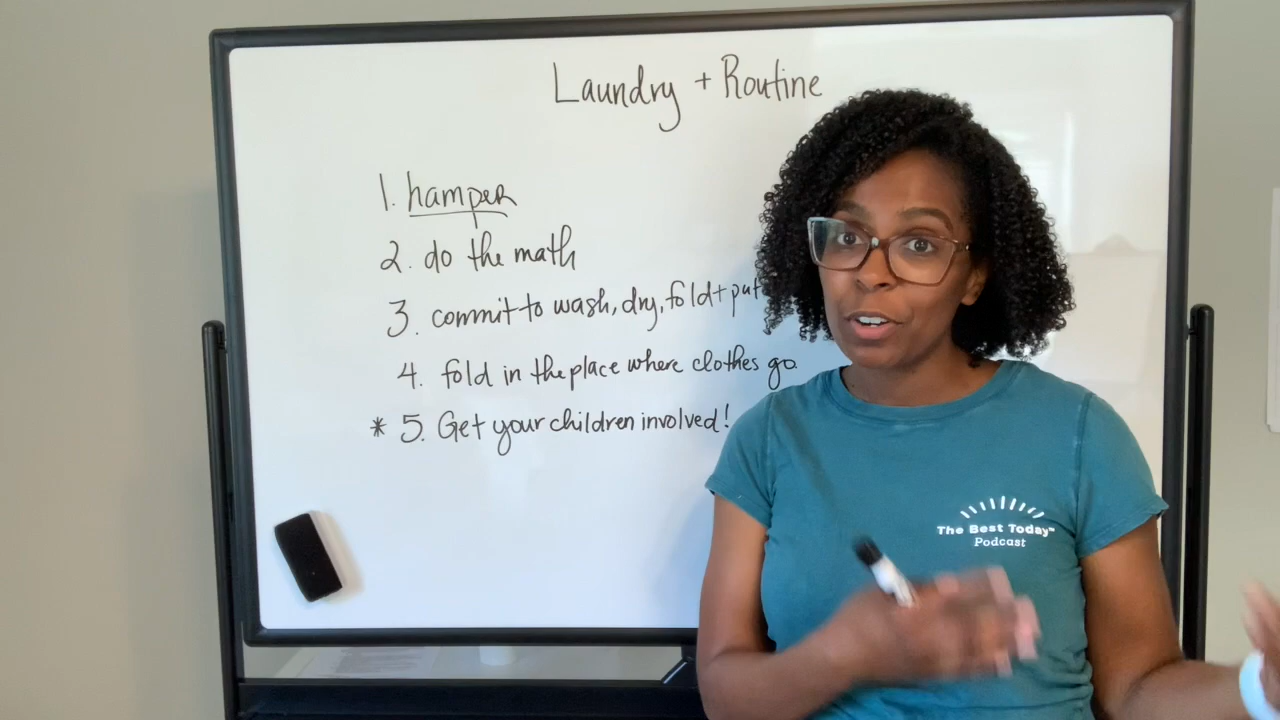 Laundry + Routine
1. hamper
2. do the math
3. commit to wash, dry, fold + put
4. fold in the place where clothes go
* 5. Get your children involved!
The Best Today™
Podcast